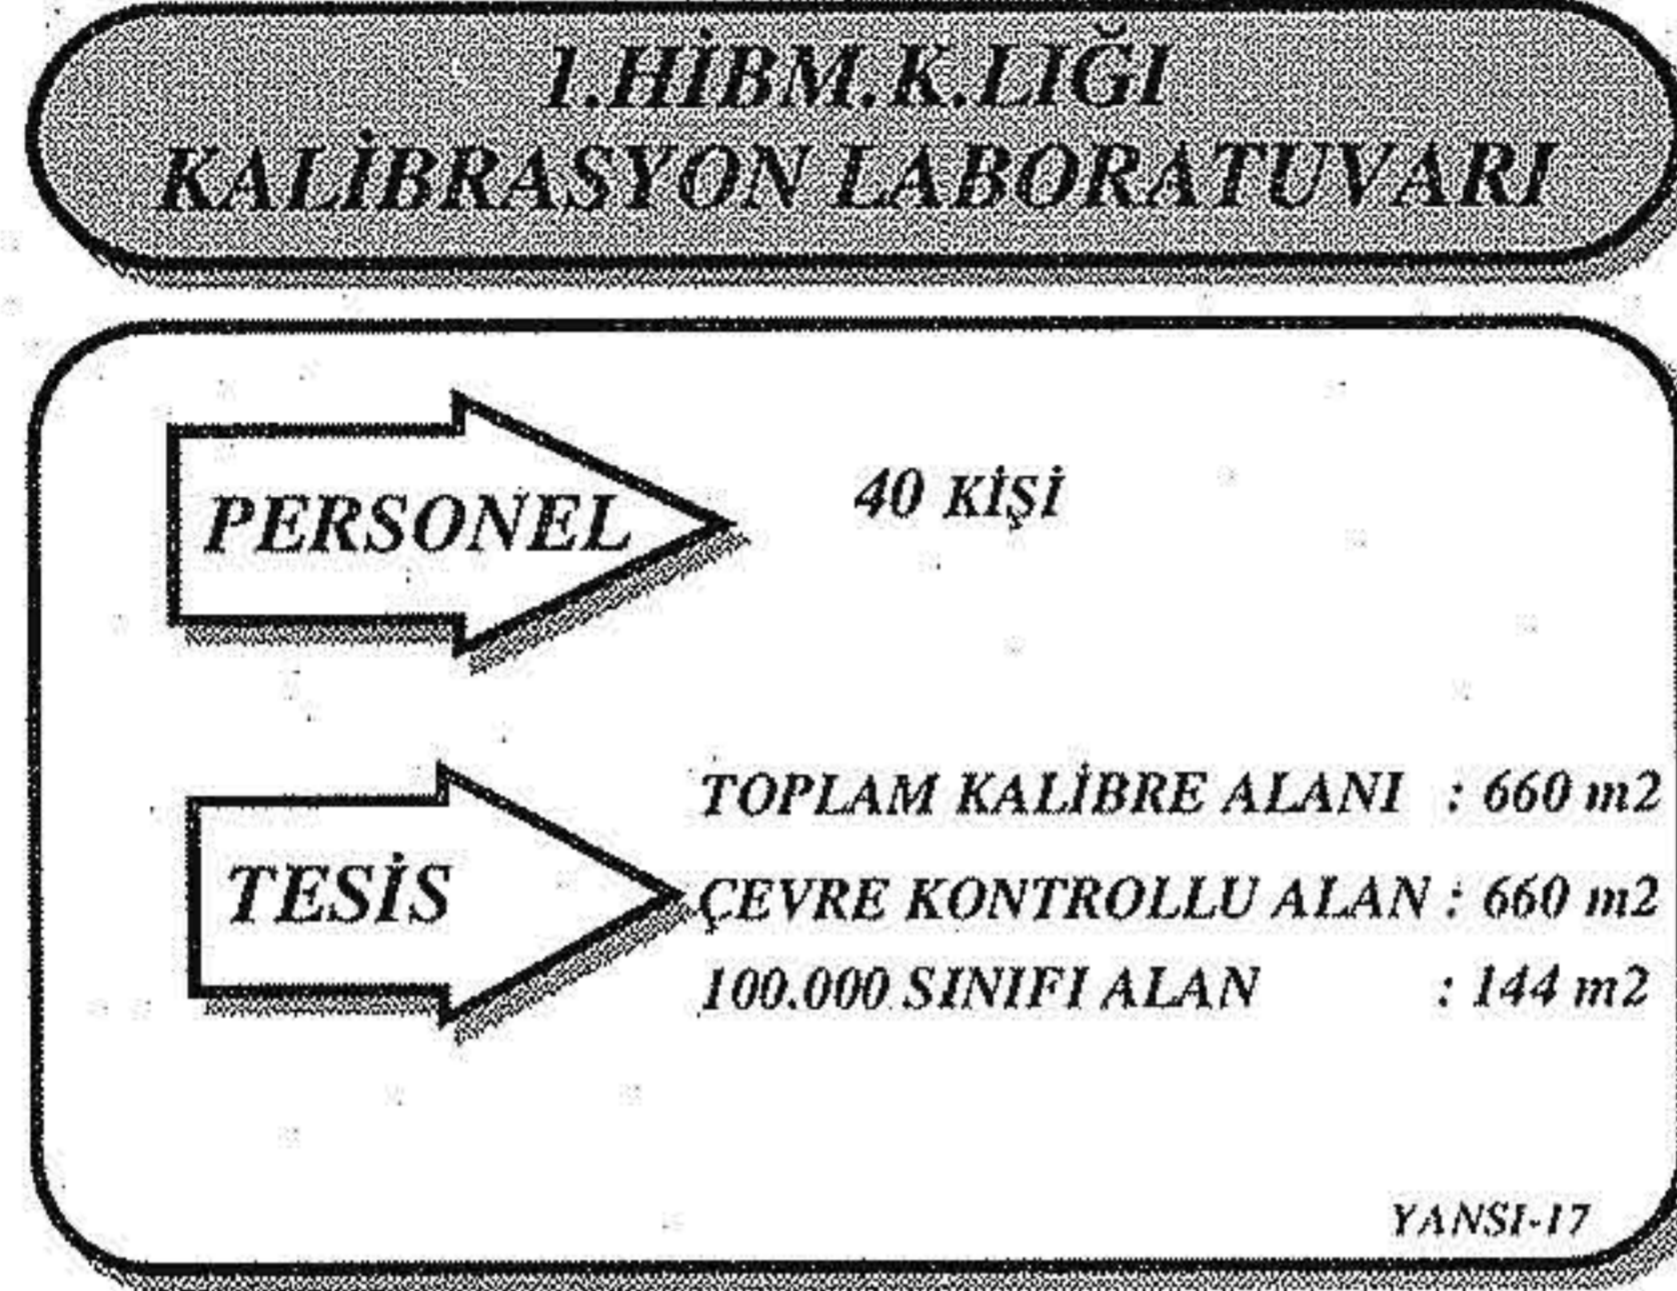 1.HİBM.K.LIĞI
KALİBRASYON LABORATUVARI
PERSONEL
40 KİŞİ
TESİS
TOPLAM KALİBRE ALANI : 660 m2
ÇEVRE KONTROLLU ALAN : 660 m2
100.000 SINIFI ALAN : 144 m2
YANSI-17